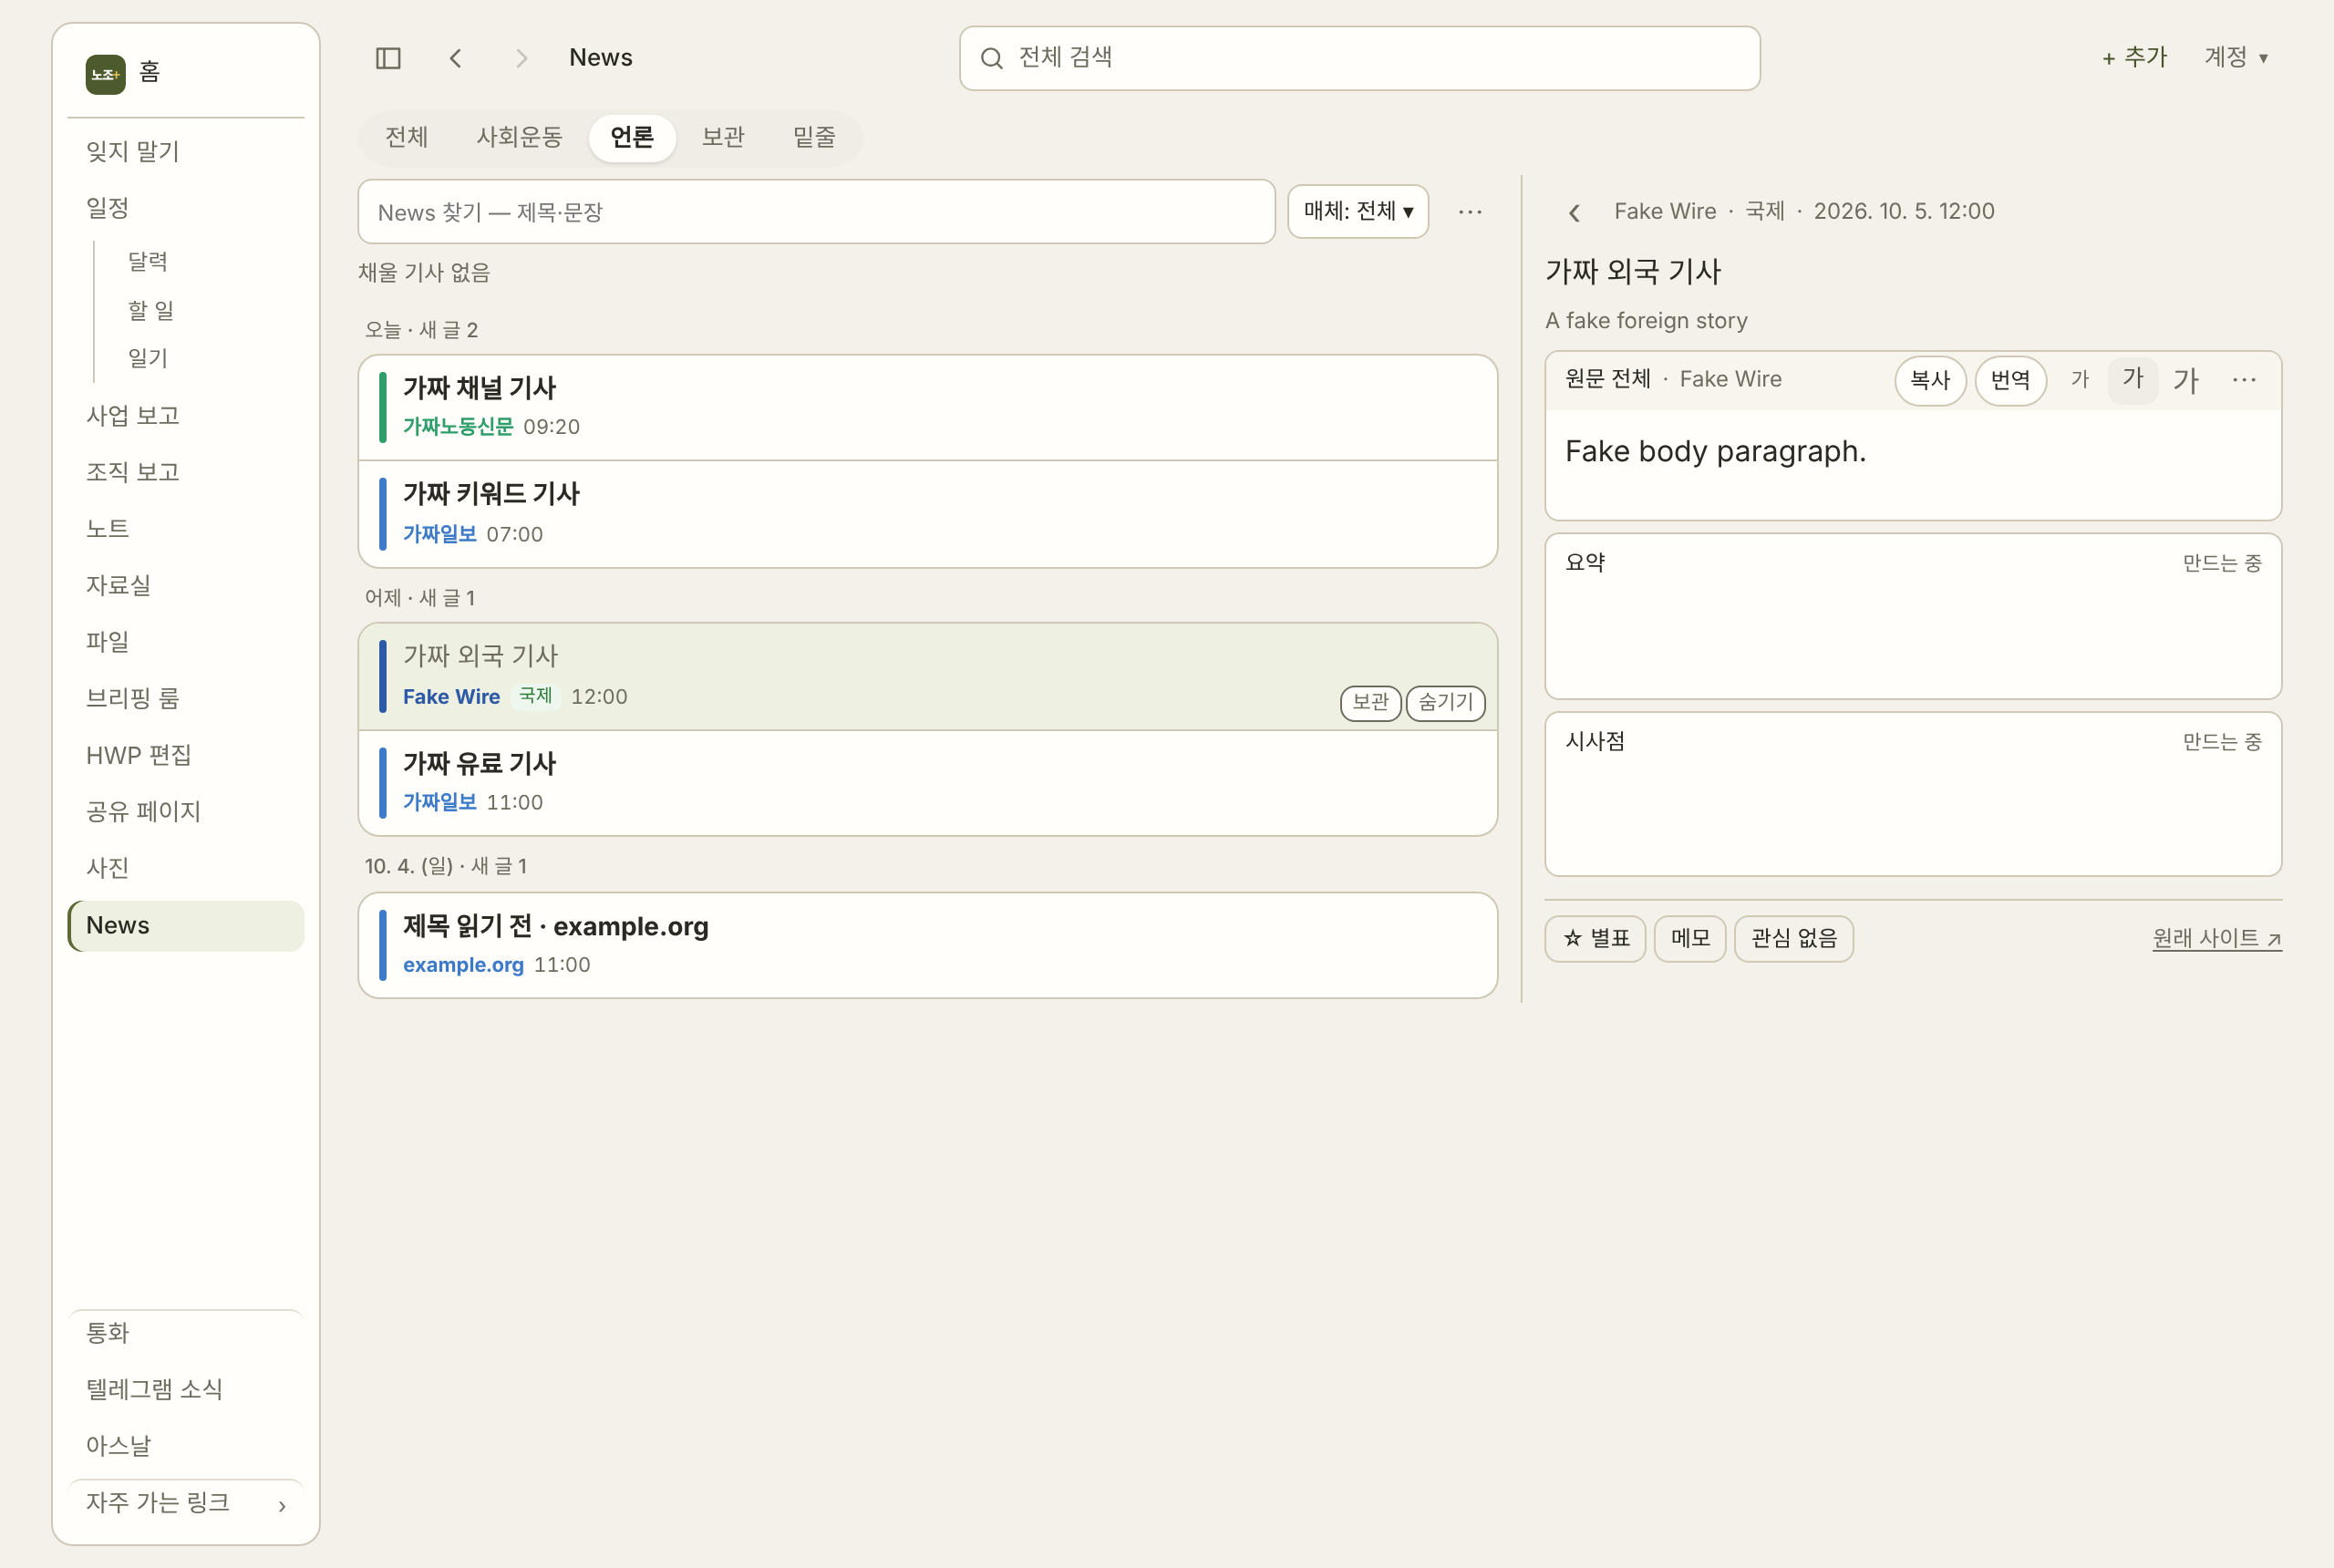 노조+ 홈
잊지 말기
일정
달력
할 일
일기
사업 보고
조직 보고
노트
자료실
파일
브리핑 룸
HWP 편집
공유 페이지
사진
News
통화
텔레그램 소식
아스날
자주 가는 링크 ›
News
전체 검색
+ 추가 계정 ▾
전체 사회운동 언론 보관 밑줄
News 찾기 — 제목·문장 매체: 전체 ▾ ···
채울 기사 없음
오늘 · 새 글 2
가짜 채널 기사
가짜노동신문 09:20
가짜 키워드 기사
가짜일보 07:00
어제 · 새 글 1
가짜 외국 기사
Fake Wire 국제 12:00 보관 숨기기
가짜 유료 기사
가짜일보 11:00
10. 4. (일) · 새 글 1
제목 읽기 전 · example.org
example.org 11:00
‹ Fake Wire · 국제 · 2026. 10. 5. 12:00
가짜 외국 기사
A fake foreign story
원문 전체 · Fake Wire 복사 번역 가 가 가 ···
Fake body paragraph.
요약 만드는 중
시사점 만드는 중
☆ 별표 메모 관심 없음 원래 사이트 ↗